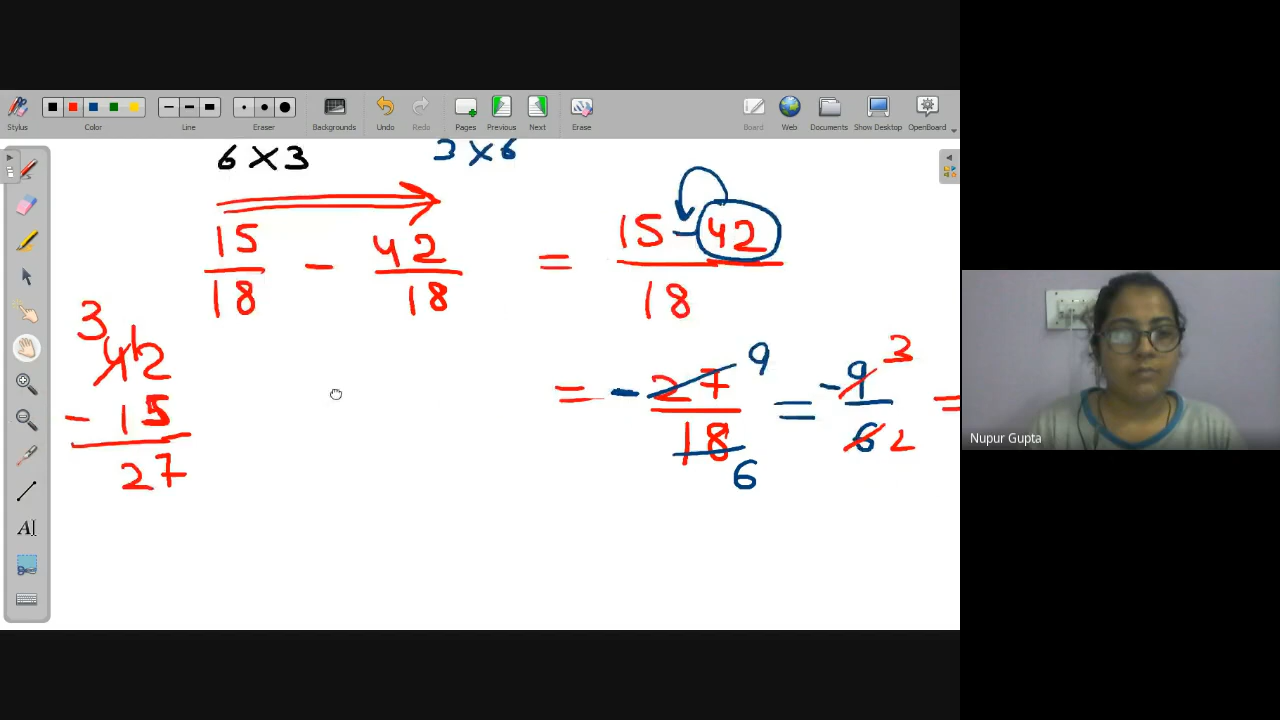 Stylus Color Line Eraser Backgrounds Undo Redo Pages Previous Next Erase Board Web Documents Show Desktop OpenBoard
6 × 3 3 × 6
15/18 - 42/18 = 15 - 42/18
3 1
42
- 15
27
= - 27/18 9 6 = - 9/6 3 2 =
Nupur Gupta